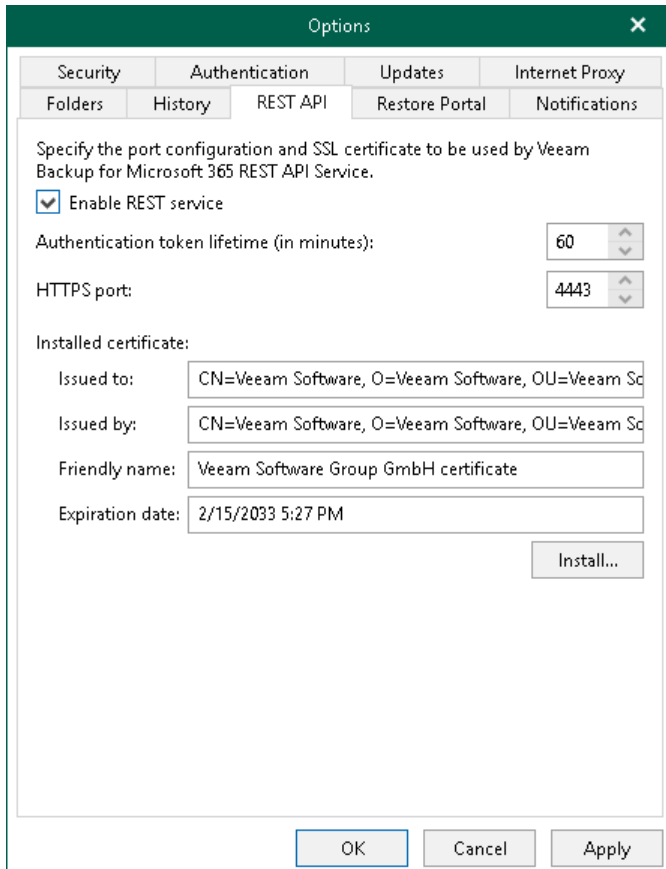 Options
Security Authentication Updates Internet Proxy
Folders History REST API Restore Portal Notifications
Specify the port configuration and SSL certificate to be used by Veeam
Backup for Microsoft 365 REST API Service.
Enable REST service
Authentication token lifetime (in minutes): 60
HTTPS port: 4443
Installed certificate:
Issued to: CN=Veeam Software, O=Veeam Software, OU=Veeam Sc
Issued by: CN=Veeam Software, O=Veeam Software, OU=Veeam Sc
Friendly name: Veeam Software Group GmbH certificate
Expiration date: 2/15/2033 5:27 PM
Install...
OK Cancel Apply